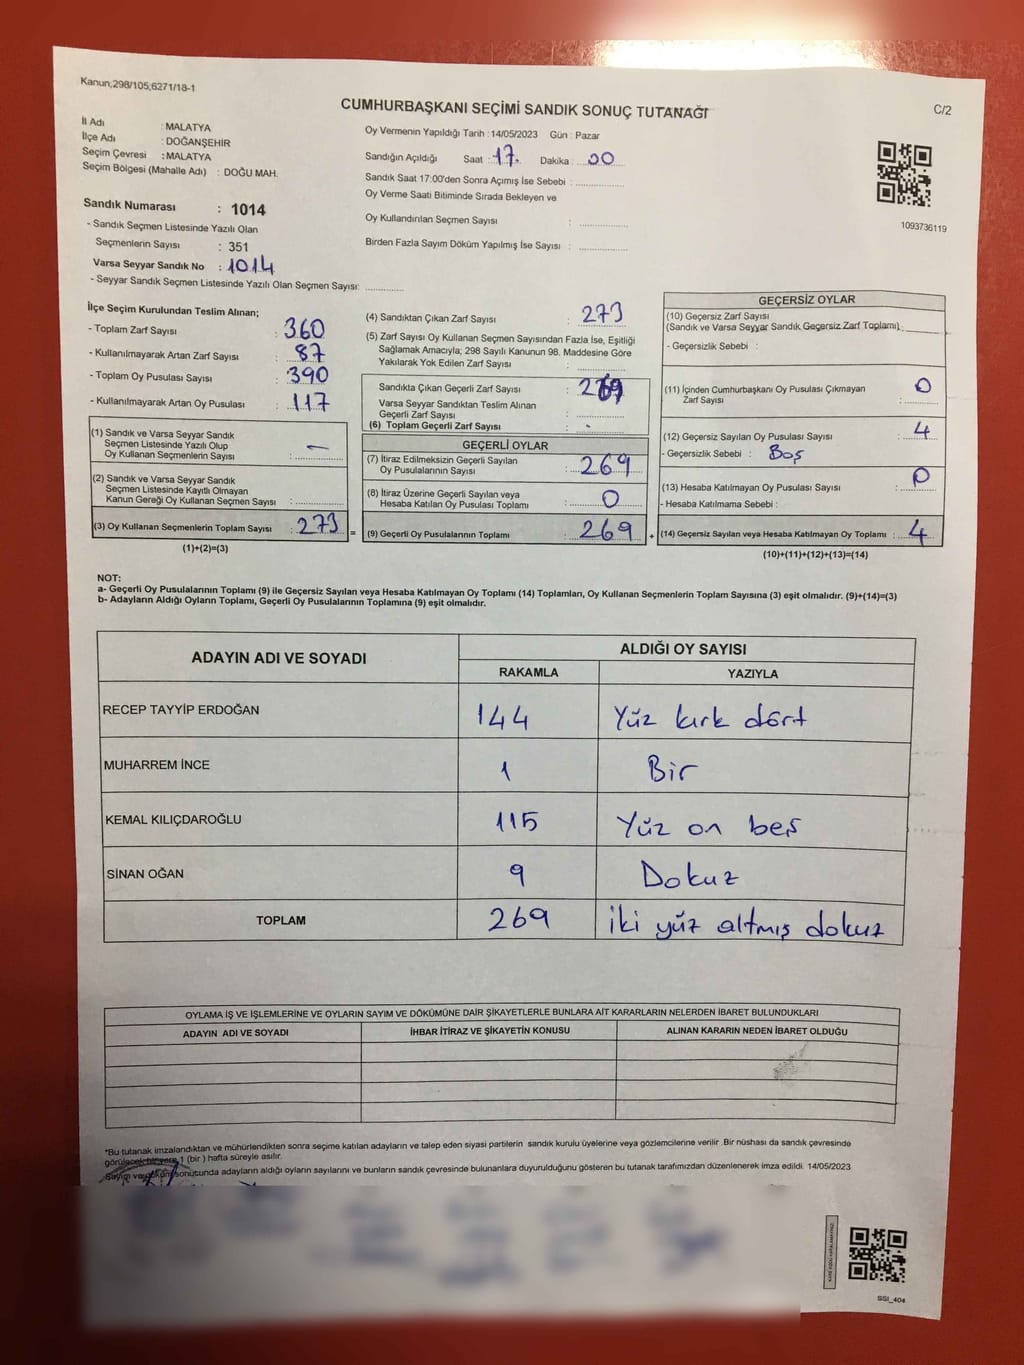 Kanun;298/105;6271/18-1
C/2
CUMHURBAŞKANI SEÇİMİ SANDIK SONUÇ TUTANAĞI
İl Adı : MALATYA
İlçe Adı : DOĞANŞEHİR
Seçim Çevresi : MALATYA
Seçim Bölgesi (Mahalle Adı) : DOĞU MAH.
Sandık Numarası : 1014
- Sandık Seçmen Listesinde Yazılı Olan
Seçmenlerin Sayısı : 351
Varsa Seyyar Sandık No : 1014
- Seyyar Sandık Seçmen Listesinde Yazılı Olan Seçmen Sayısı:
Oy Vermenin Yapıldığı Tarih :14/05/2023 Gün : Pazar
Sandığın Açıldığı Saat : 17. Dakika : 00
Sandık Saat 17:00'den Sonra Açımış İse Sebebi :
Oy Verme Saati Bitiminde Sırada Bekleyen ve
Oy Kullandırılan Seçmen Sayısı :
Birden Fazla Sayım Döküm Yapılmış İse Sayısı :
1093736119
İlçe Seçim Kurulundan Teslim Alınan;
- Toplam Zarf Sayısı : 360
- Kullanılmayarak Artan Zarf Sayısı : 87
- Toplam Oy Pusulası Sayısı : 390
- Kullanılmayarak Artan Oy Pusulası : 117
(1) Sandık ve Varsa Seyyar Sandık
Seçmen Listesinde Yazılı Olup
Oy Kullanan Seçmenlerin Sayısı : —
(2) Sandık ve Varsa Seyyar Sandık
Seçmen Listesinde Kayıtlı Olmayan
Kanun Gereği Oy Kullanan Seçmen Sayısı :
(3) Oy Kullanan Seçmenlerin Toplam Sayısı : 273 =
(1)+(2)=(3)
(4) Sandıktan Çıkan Zarf Sayısı : 273
(5) Zarf Sayısı Oy Kullanan Seçmen Sayısından Fazla İse, Eşitliği
Sağlamak Amacıyla; 298 Sayılı Kanunun 98. Maddesine Göre
Yakılarak Yok Edilen Zarf Sayısı :
Sandıkta Çıkan Geçerli Zarf Sayısı :
Varsa Seyyar Sandıktan Teslim Alınan
Geçerli Zarf Sayısı :
(6) Toplam Geçerli Zarf Sayısı : -
GEÇERLİ OYLAR
(7) İtiraz Edilmeksizin Geçerli Sayılan
Oy Pusulalarının Sayısı : 269
(8) İtiraz Üzerine Geçerli Sayılan veya
Hesaba Katılan Oy Pusulaları Toplamı : 0
(9) Geçerli Oy Pusulalarının Toplamı : 269 +
GEÇERSİZ OYLAR
(10) Geçersiz Zarf Sayısı
(Sandık ve Varsa Seyyar Sandık Geçersiz Zarf Toplamı) :
- Geçersizlik Sebebi :
(11) İçinden Cumhurbaşkanı Oy Pusulası Çıkmayan
Zarf Sayısı : 0
(12) Geçersiz Sayılan Oy Pusulası Sayısı : 4
- Geçersizlik Sebebi : Boş
(13) Hesaba Katılmayan Oy Pusulası Sayısı : 0
- Hesaba Katılmama Sebebi :
(14) Geçersiz Sayılan veya Hesaba Katılmayan Oy Toplamı : 4
(10)+(11)+(12)+(13)=(14)
NOT:
a- Geçerli Oy Pusulalarının Toplamı (9) ile Geçersiz Sayılan veya Hesaba Katılmayan Oy Toplamı (14) Toplamları, Oy Kullanan Seçmenlerin Toplam Sayısına (3) eşit olmalıdır. (9)+(14)=(3)
b- Adayların Aldığı Oyların Toplamı, Geçerli Oy Pusulalarının Toplamına (9) eşit olmalıdır.
ADAYIN ADI VE SOYADI
ALDIĞI OY SAYISI
RAKAMLA YAZIYLA
RECEP TAYYİP ERDOĞAN 144 Yüz kırk dört
MUHARREM İNCE 1 Bir
KEMAL KILIÇDAROĞLU 115 Yüz on beş
SİNAN OĞAN 9 Dokuz
TOPLAM 269 iki yüz altmış dokuz
OYLAMA İŞ VE İŞLEMLERİNE VE OYLARIN SAYIM VE DÖKÜMÜNE DAİR ŞİKAYETLERLE BUNLARA AİT KARARLARIN NELERDEN İBARET BULUNDUKLARI
ADAYIN ADI VE SOYADI İHBAR İTİRAZ VE ŞİKAYETİN KONUSU ALINAN KARARIN NEDEN İBARET OLDUĞU
*Bu tutanak imzalandıktan ve mühürlendikten sonra seçime katılan adayların ve talep eden siyasi partilerin sandık kurulu üyelerine veya gözlemcilerine verilir .Bir nüshası da sandık çevresinde
görülecek bir yere 1 (bir ) hafta süreyle asılır.
Sayım ve döküm sonutunda adayların aldığı oyların sayılarını ve bunların sandık çevresinde bulunanlara duyurulduğunu gösteren bu tutanak tarafımızdan düzenlenerek imza edildi. 14/05/2023
SSI_404